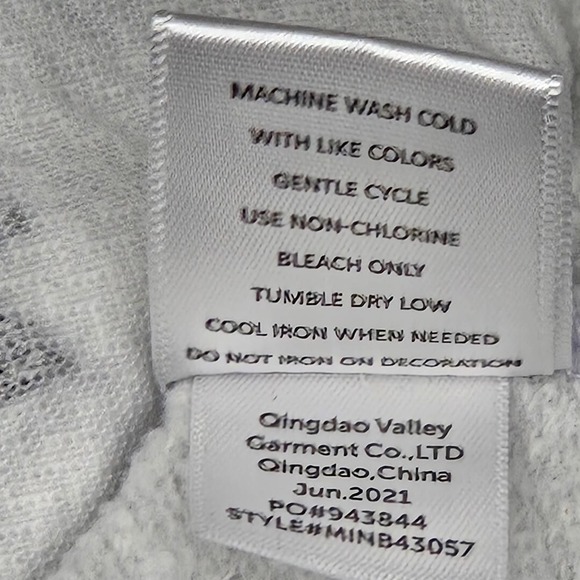 MACHINE WASH COLD
WITH LIKE COLORS
GENTLE CYCLE
USE NON-CHLORINE
BLEACH ONLY
TUMBLE DRY LOW
COOL IRON WHEN NEEDED
DO NOT IRON ON DECORATION
Qingdao Valley
Garment Co.,LTD
Qingdao,China
Jun.2021
PO#943844
STYLE#MINB43057